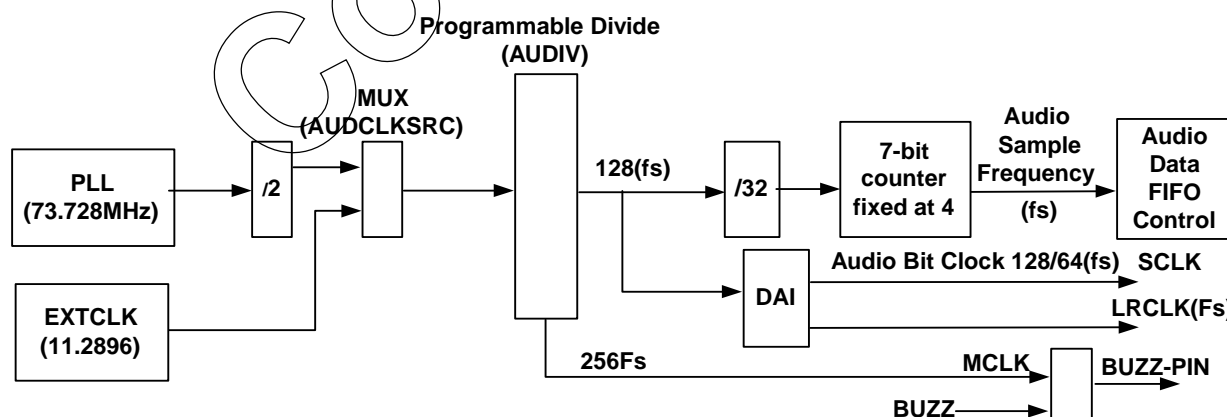 Co
Programmable Divide
(AUDIV)
MUX
(AUDCLKSRC)
PLL
(73.728MHz)
/2
EXTCLK
(11.2896)
128(fs)
/32
7-bit
counter
fixed at 4
Audio
Sample
Frequency
(fs)
Audio
Data
FIFO
Control
DAI
Audio Bit Clock 128/64(fs)
SCLK
LRCLK(Fs)
256Fs
MCLK
BUZZ
BUZZ-PIN